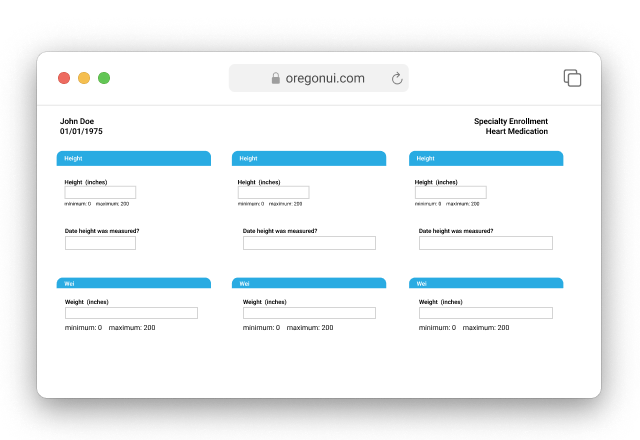 oregonui.com
John Doe
01/01/1975
Specialty Enrollment
Heart Medication
Height
Height
Height
Height (inches)
Height (inches)
Height (inches)
minimum: 0 maximum: 200
minimum: 0 maximum: 200
minimum: 0 maximum: 200
Date height was measured?
Date height was measured?
Date height was measured?
Wei
Wei
Wei
Weight (inches)
Weight (inches)
Weight (inches)
minimum: 0 maximum: 200
minimum: 0 maximum: 200
minimum: 0 maximum: 200